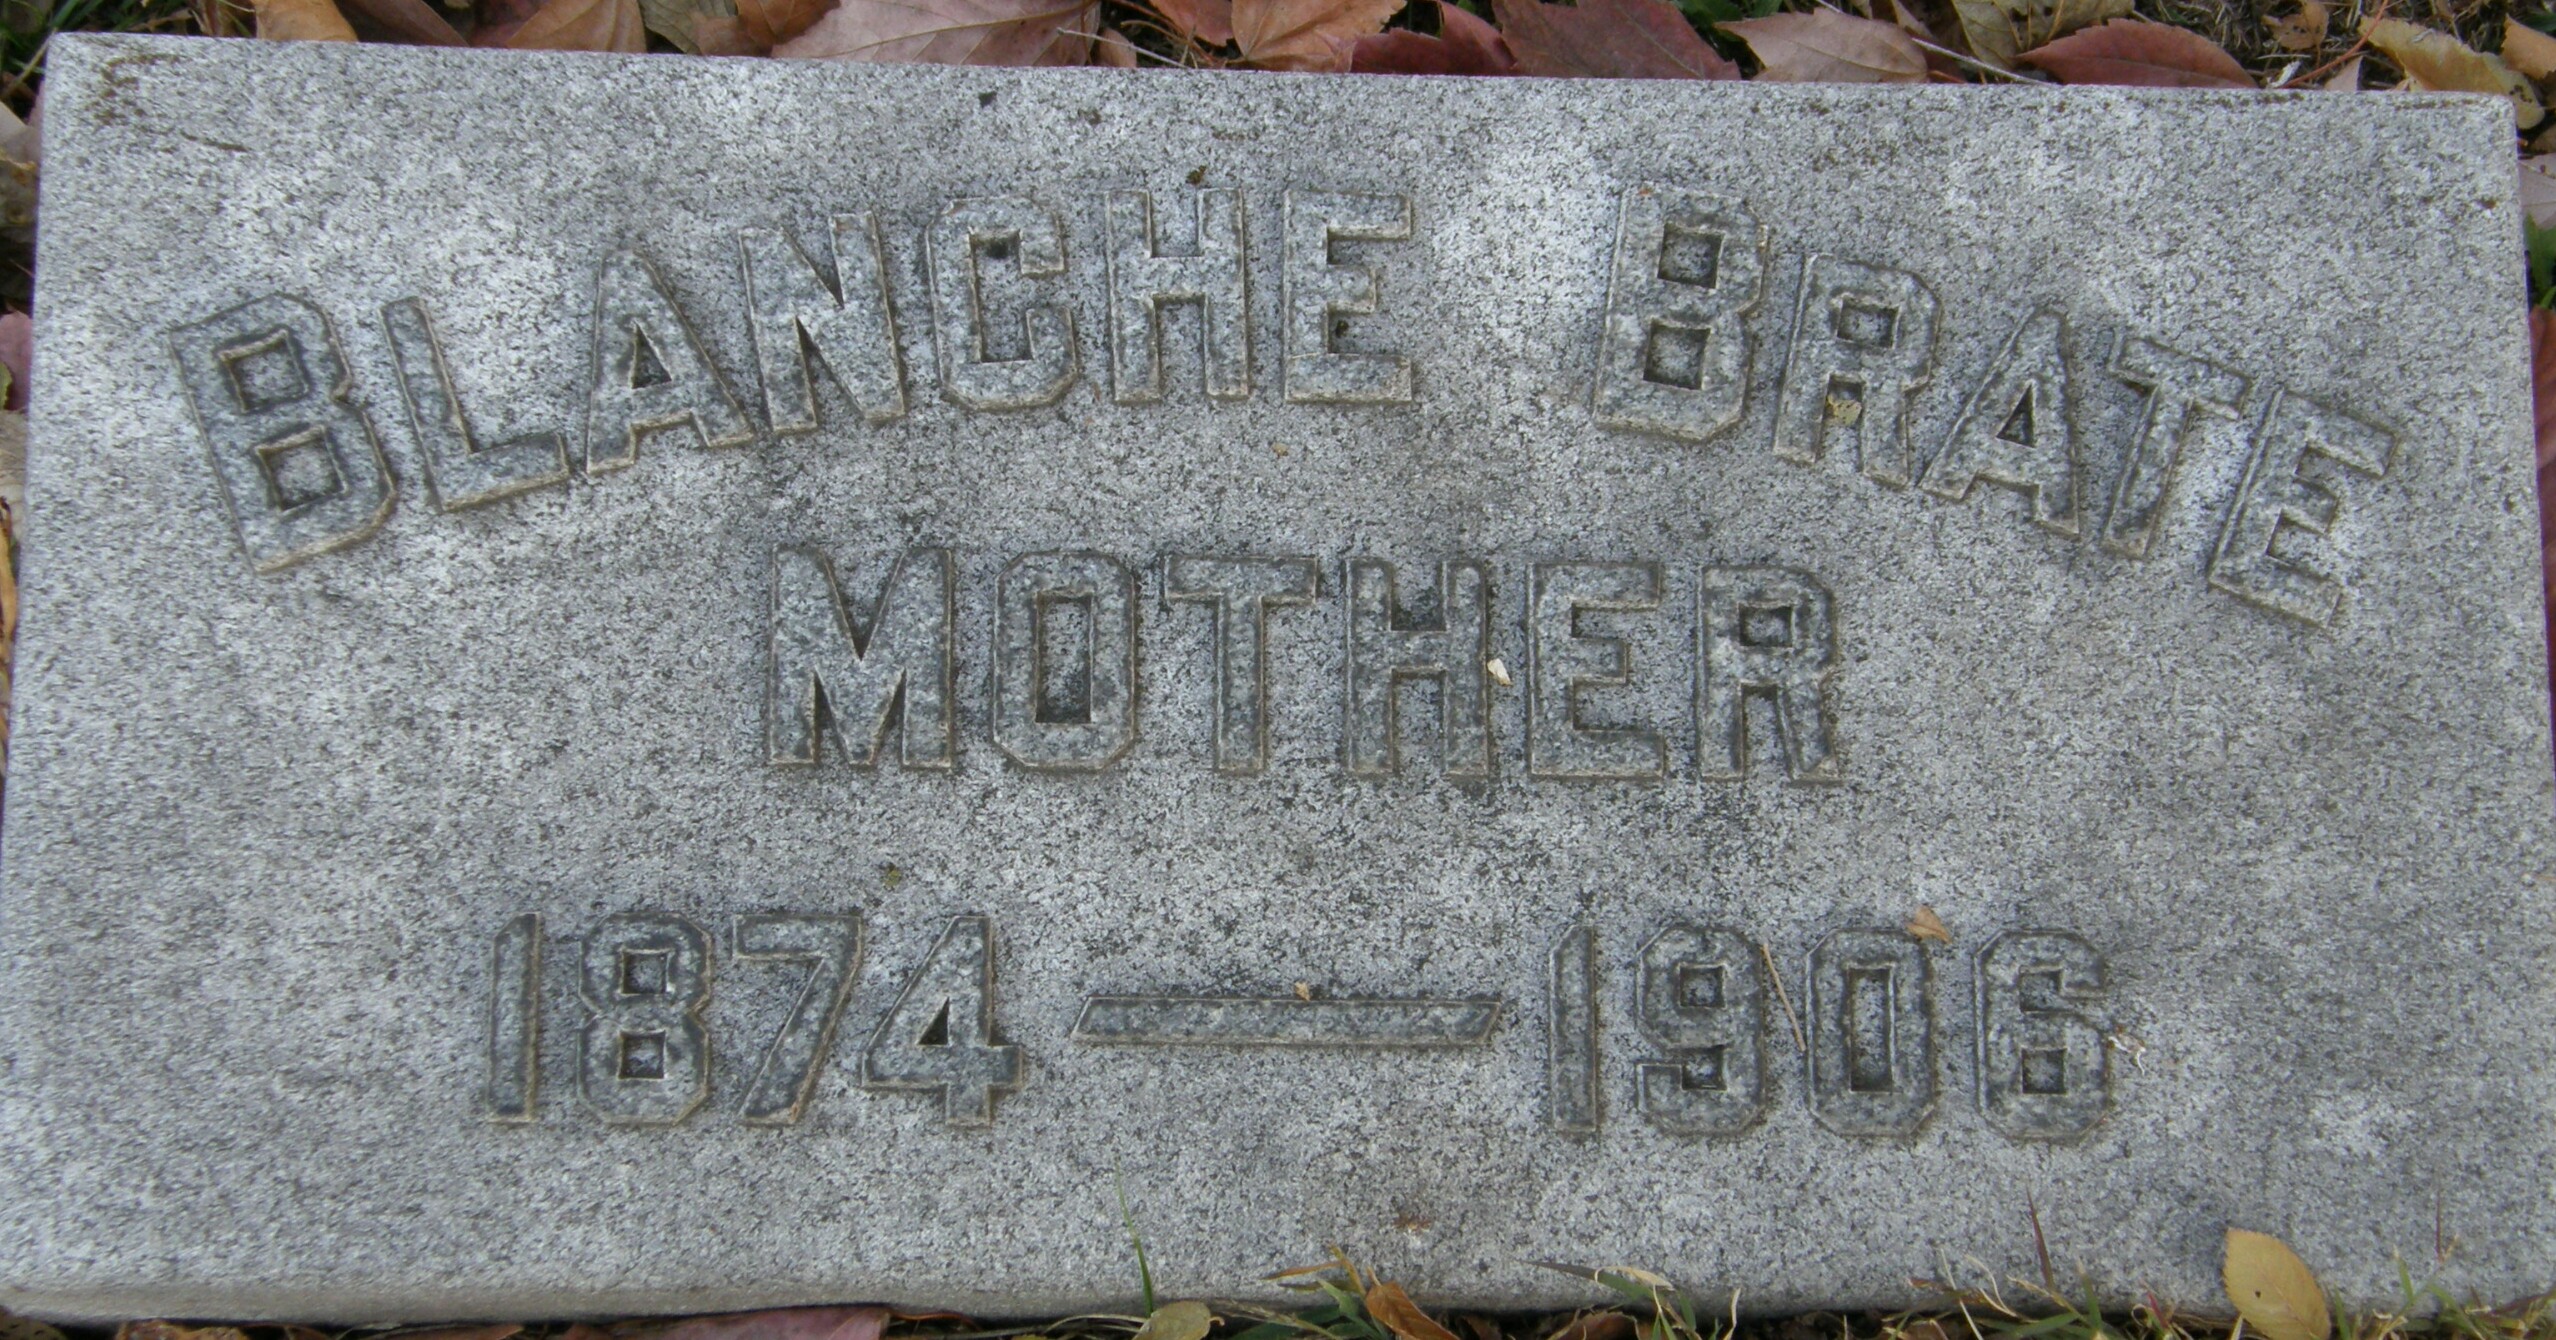 BLANCHE BRATE
MOTHER
1874 — 1906